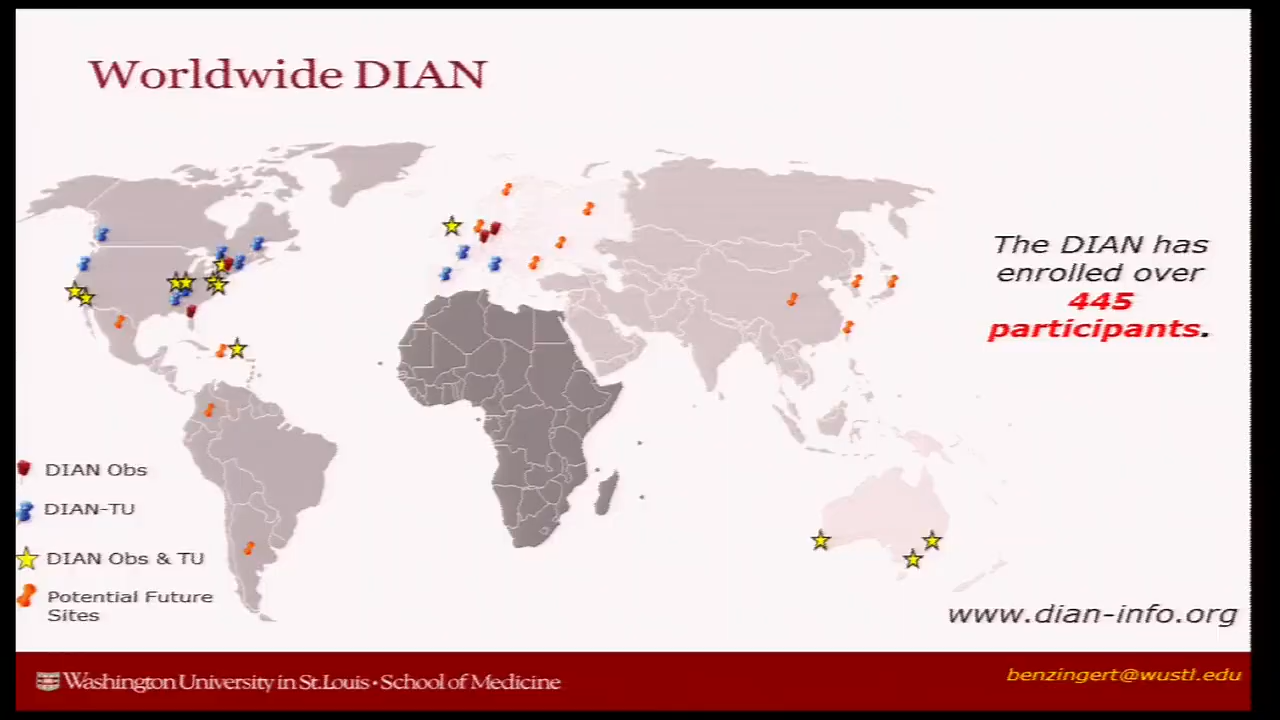 Worldwide DIAN
The DIAN has
enrolled over
445
participants.
DIAN Obs
DIAN-TU
DIAN Obs & TU
Potential Future
Sites
www.dian-info.org
Washington University in St.Louis • School of Medicine
benzingert@wustl.edu